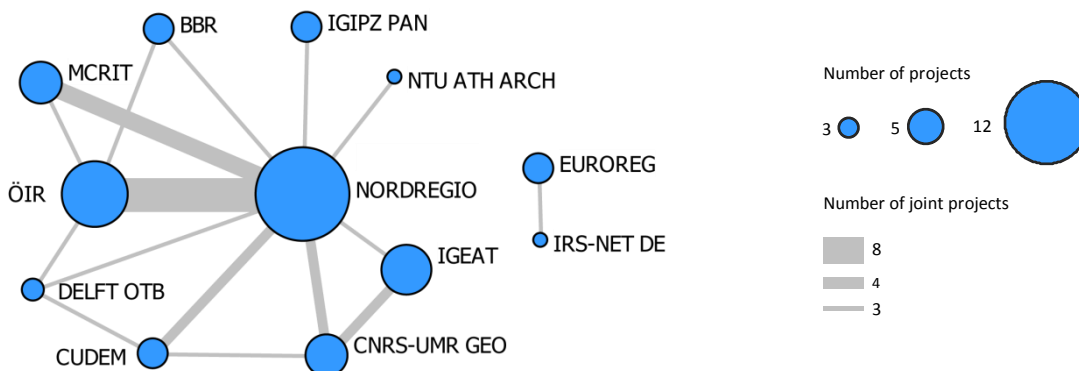 BBR
IGIPZ PAN
MCRIT
NTU ATH ARCH
ÖIR
NORDREGIO
EUROREG
IRS-NET DE
IGEAT
DELFT OTB
CUDEM
CNRS-UMR GEO
Number of projects
3 5 12
Number of joint projects
8
4
3